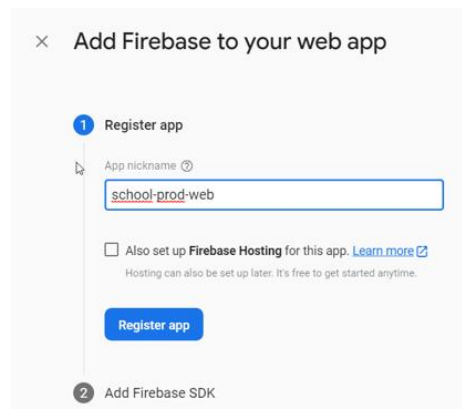 Add Firebase to your web app
1 Register app
App nickname
school-prod-web
Also set up Firebase Hosting for this app. Learn more
Hosting can also be set up later. It's free to get started anytime.
Register app
2 Add Firebase SDK